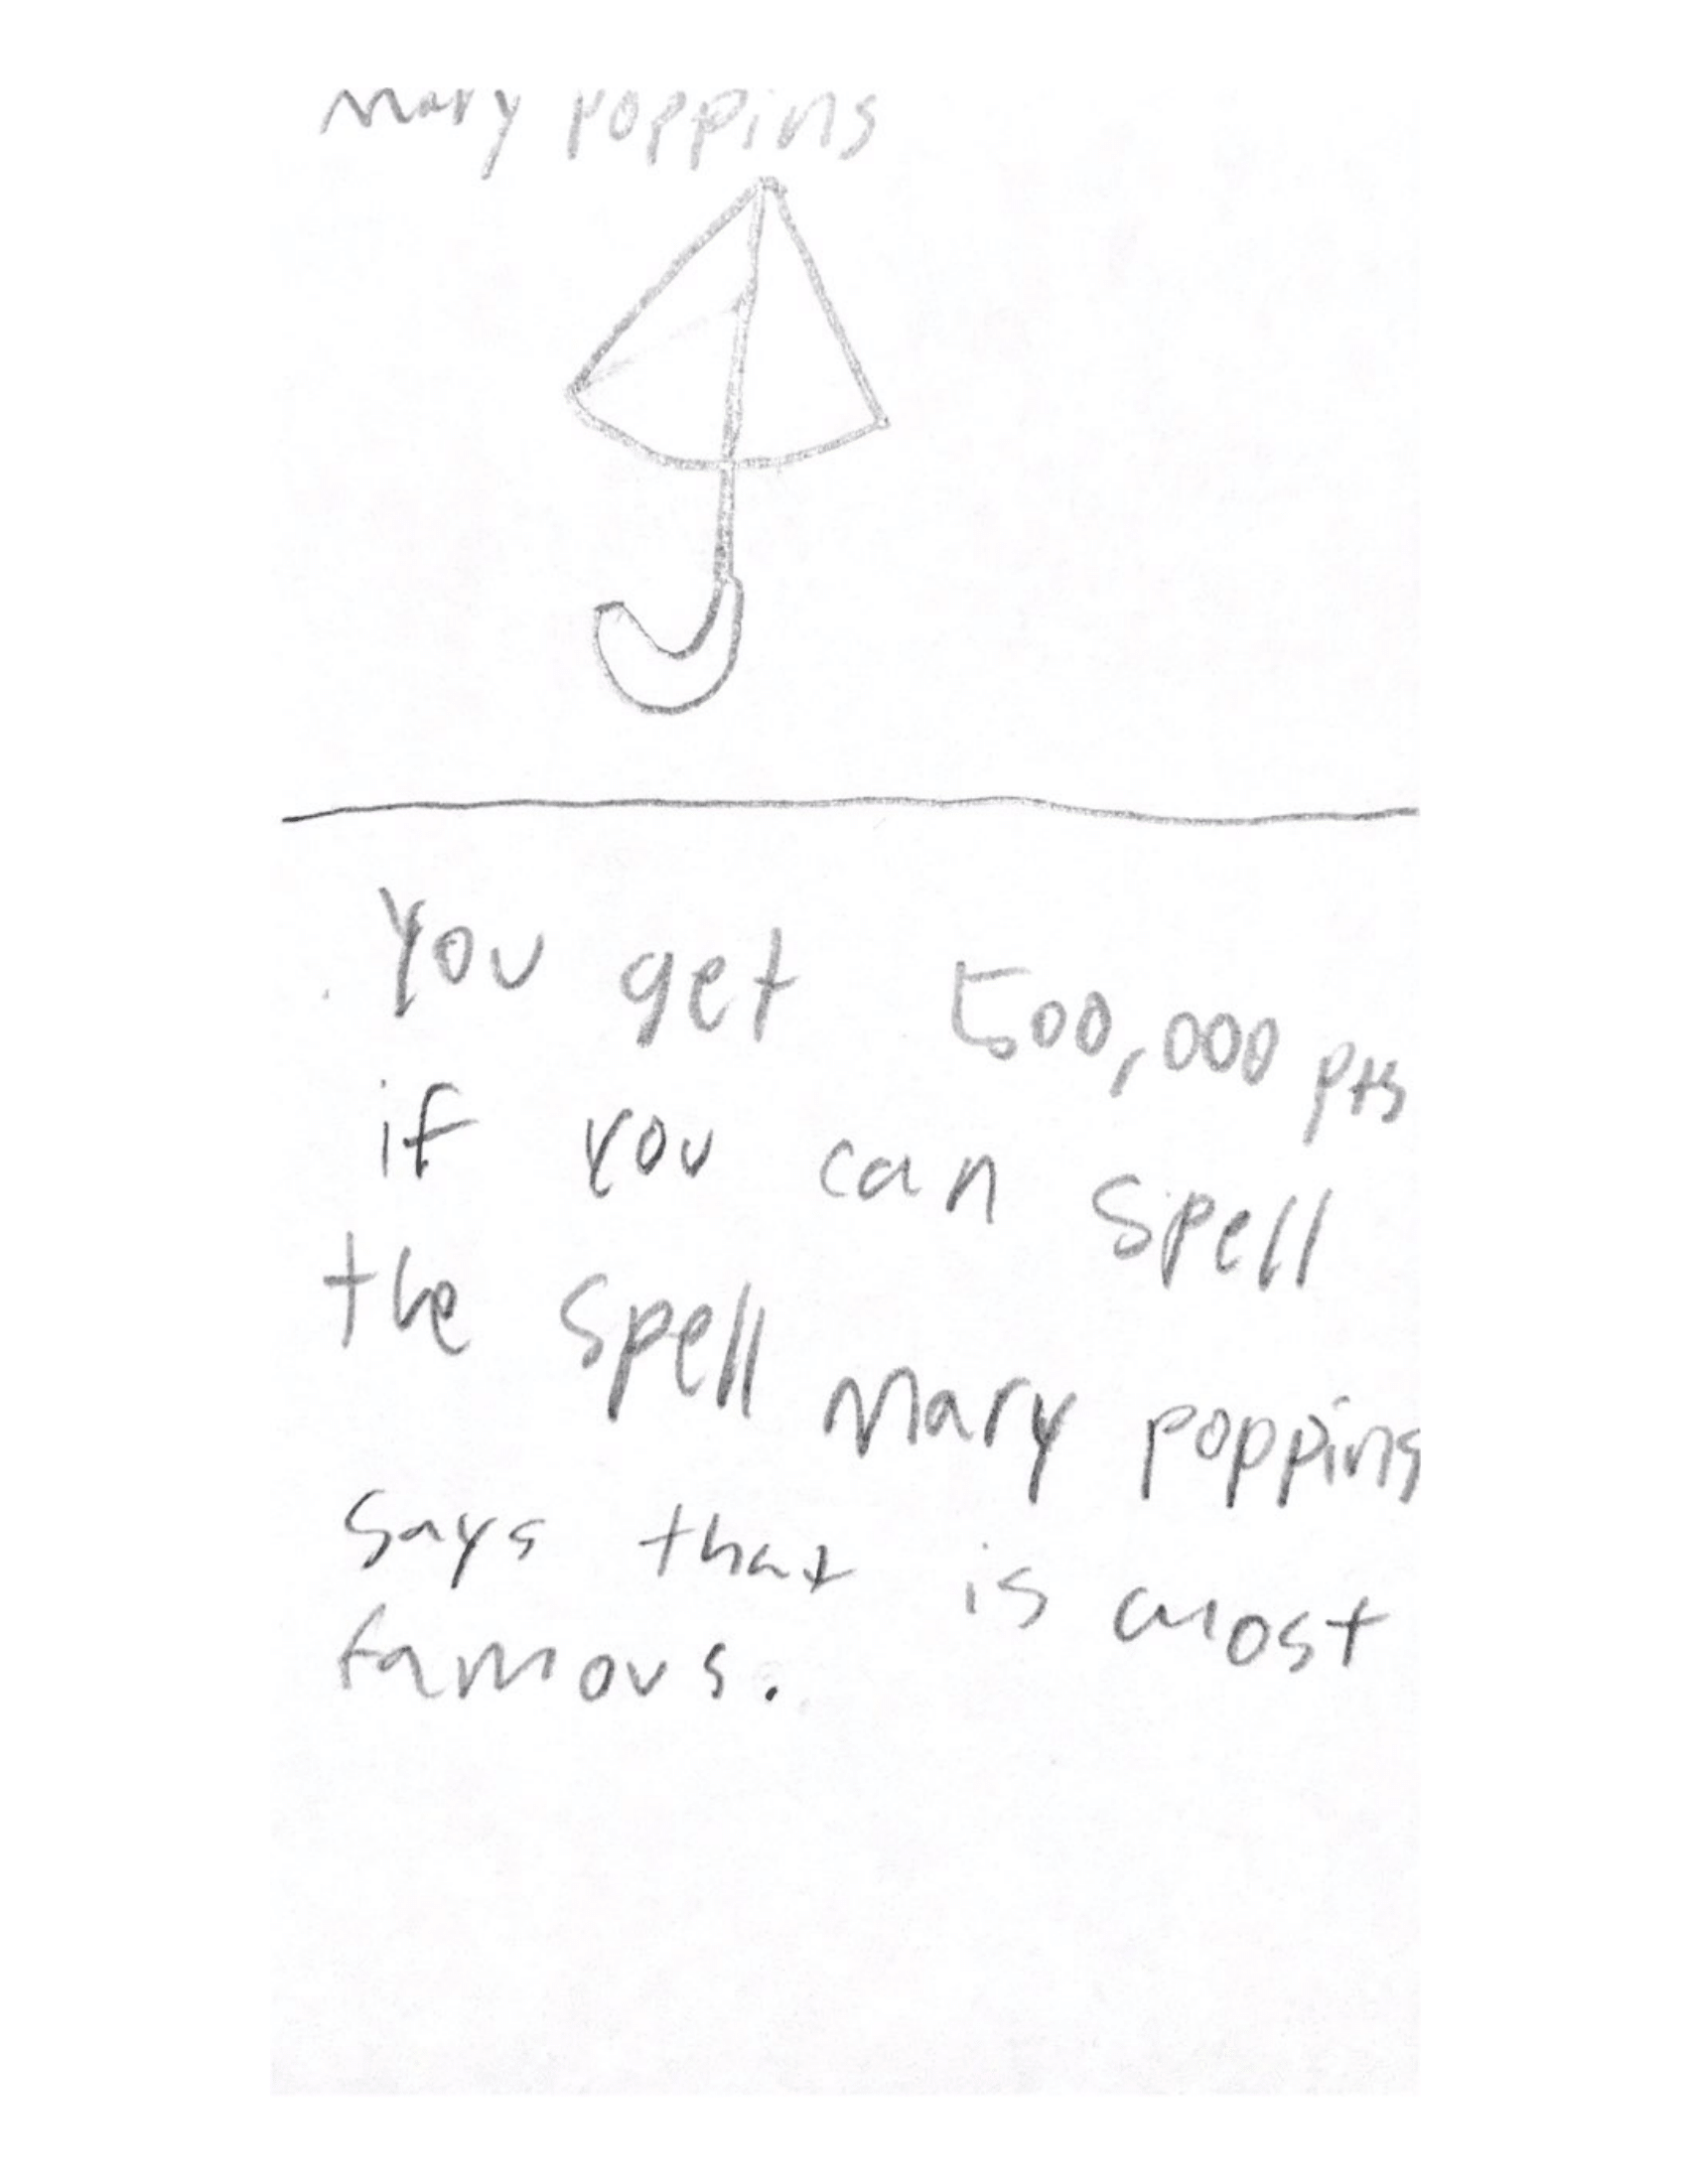 Mary Poppins
You get 500,000 pts
if you can spell
the spell Mary poppins
says that is most
famous.